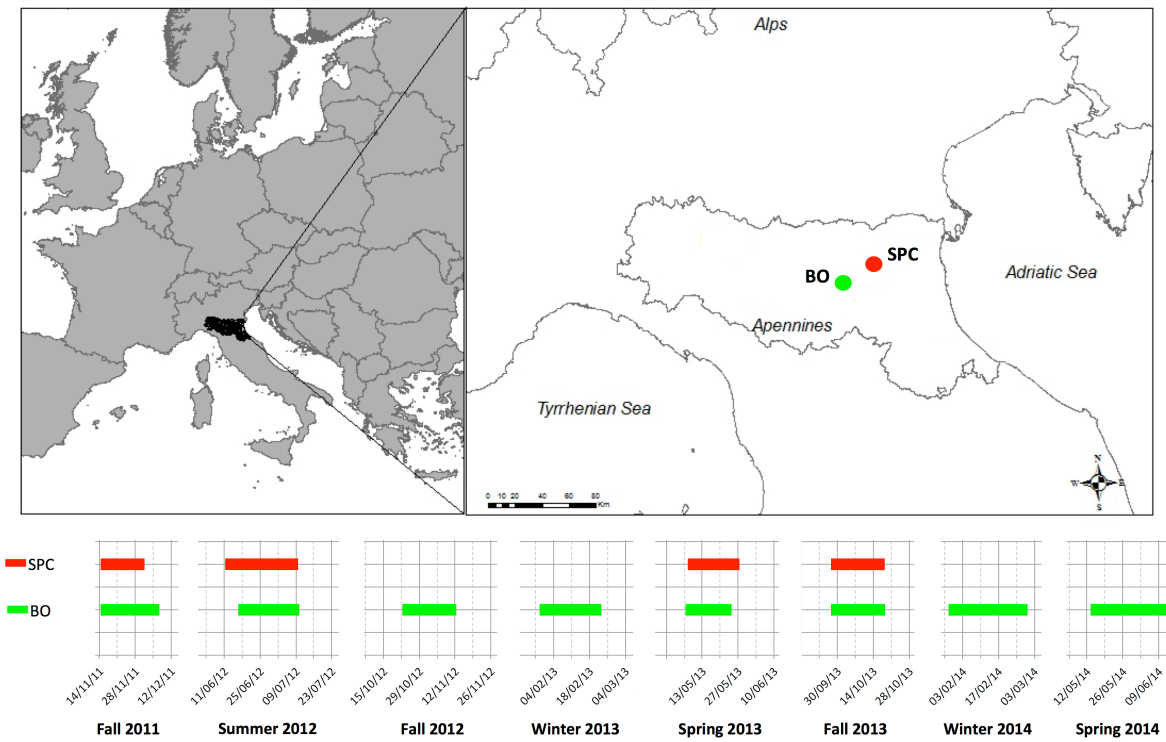 Alps
SPC
BO
Adriatic Sea
Apennines
Tyrrhenian Sea
N
W E
S
0 10 20 40 60 80
Km
SPC
BO
14/11/11 28/11/11 12/12/11 11/06/12 25/06/12 09/07/12 23/07/12 15/10/12 29/10/12 12/11/12 26/11/12 04/02/13 18/02/13 04/03/13 13/05/13 27/05/13 10/06/13 30/09/13 14/10/13 28/10/13 03/02/14 17/02/14 03/03/14 12/05/14 26/05/14 09/06/14
Fall 2011 Summer 2012 Fall 2012 Winter 2013 Spring 2013 Fall 2013 Winter 2014 Spring 2014